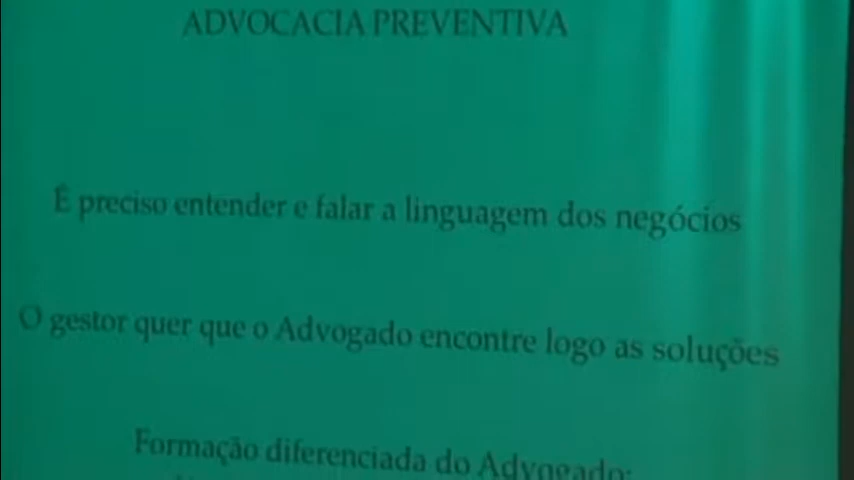 ADVOCACIA PREVENTIVA
É preciso entender e falar a linguagem dos negócios
O gestor quer que o Advogado encontre logo as soluções
Formação diferenciada do Advogado: